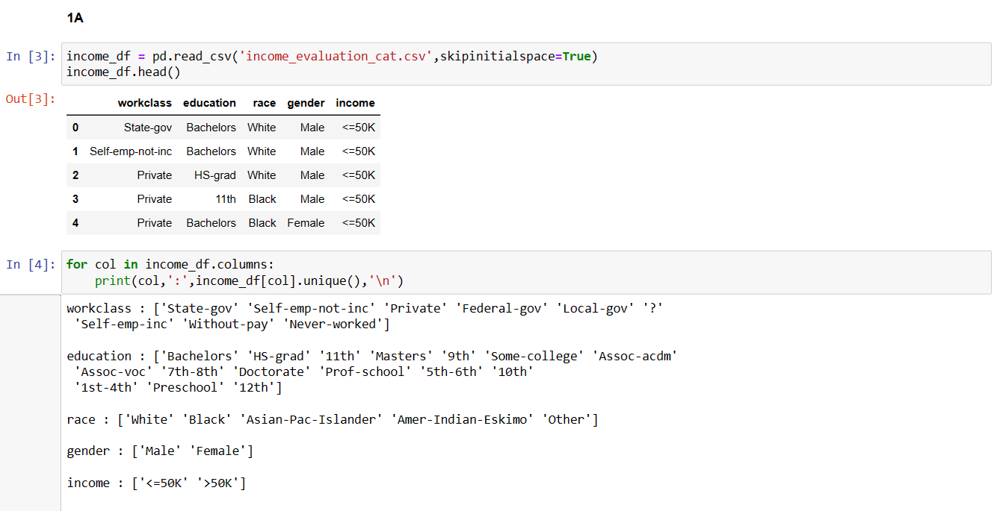 1A
In [3]: income_df = pd.read_csv('income_evaluation_cat.csv',skipinitialspace=True)
income_df.head()
Out[3]:
workclass education race gender income
0 State-gov Bachelors White Male <=50K
1 Self-emp-not-inc Bachelors White Male <=50K
2 Private HS-grad White Male <=50K
3 Private 11th Black Male <=50K
4 Private Bachelors Black Female <=50K
In [4]: for col in income_df.columns:
    print(col,':',income_df[col].unique(),'\n')
workclass : ['State-gov' 'Self-emp-not-inc' 'Private' 'Federal-gov' 'Local-gov' '?'
 'Self-emp-inc' 'Without-pay' 'Never-worked']
education : ['Bachelors' 'HS-grad' '11th' 'Masters' '9th' 'Some-college' 'Assoc-acdm'
 'Assoc-voc' '7th-8th' 'Doctorate' 'Prof-school' '5th-6th' '10th'
 '1st-4th' 'Preschool' '12th']
race : ['White' 'Black' 'Asian-Pac-Islander' 'Amer-Indian-Eskimo' 'Other']
gender : ['Male' 'Female']
income : ['<=50K' '>50K']